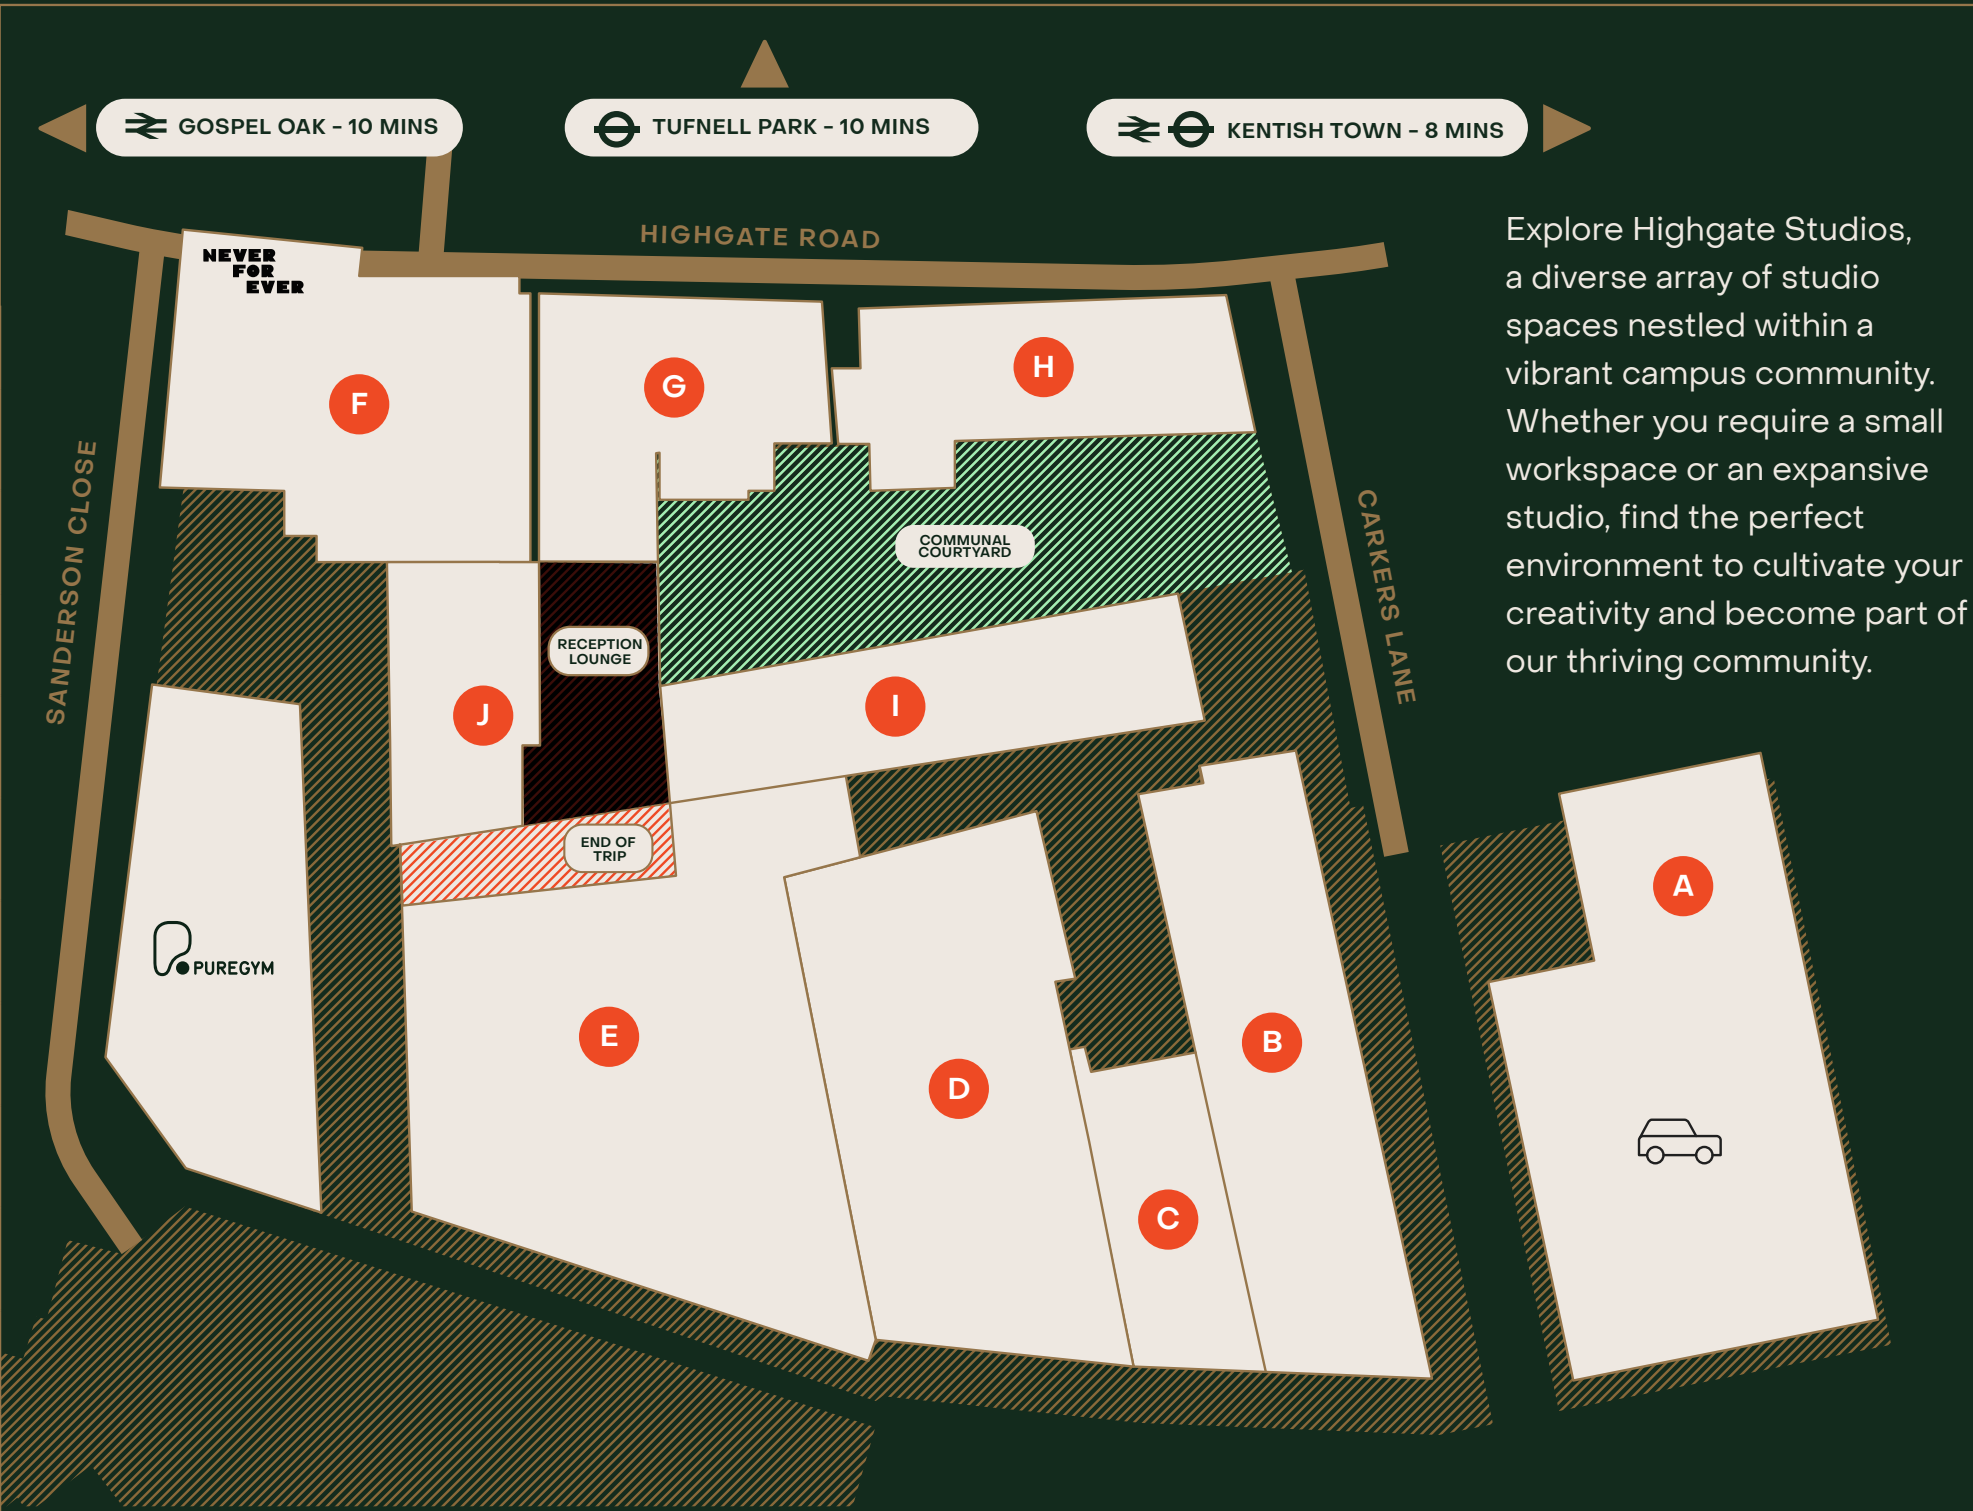 GOSPEL OAK - 10 MINS
TUFNELL PARK - 10 MINS
KENTISH TOWN - 8 MINS
HIGHGATE ROAD
Explore Highgate Studios,
a diverse array of studio
spaces nestled within a
vibrant campus community.
Whether you require a small
workspace or an expansive
studio, find the perfect
environment to cultivate your
creativity and become part of
our thriving community.
NEVER
FOR
EVER
F
G
H
SANDERSON CLOSE
CARKERS LANE
COMMUNAL
COURTYARD
RECEPTION
LOUNGE
J
I
END OF
TRIP
A
PUREGYM
E
D
B
C